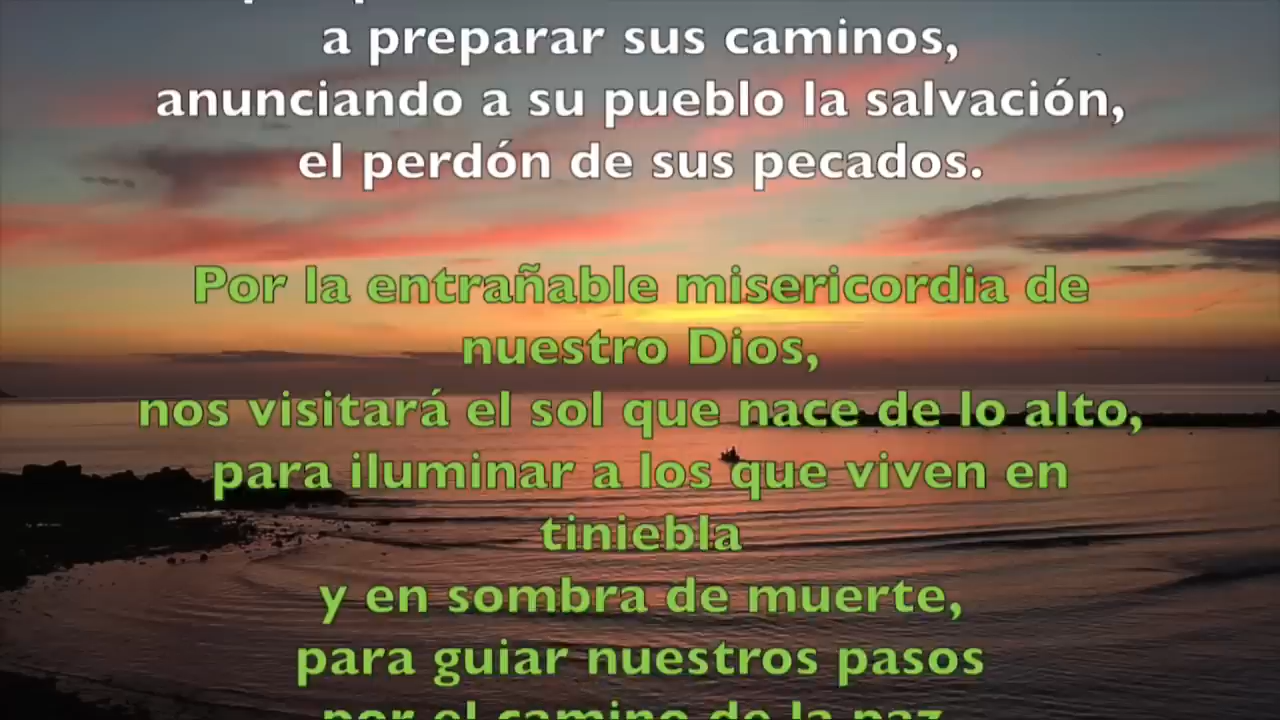 a preparar sus caminos,
anunciando a su pueblo la salvación,
el perdón de sus pecados.
Por la entrañable misericordia de
nuestro Dios,
nos visitará el sol que nace de lo alto,
para iluminar a los que viven en
tiniebla
y en sombra de muerte,
para guiar nuestros pasos
por el camino de la paz.